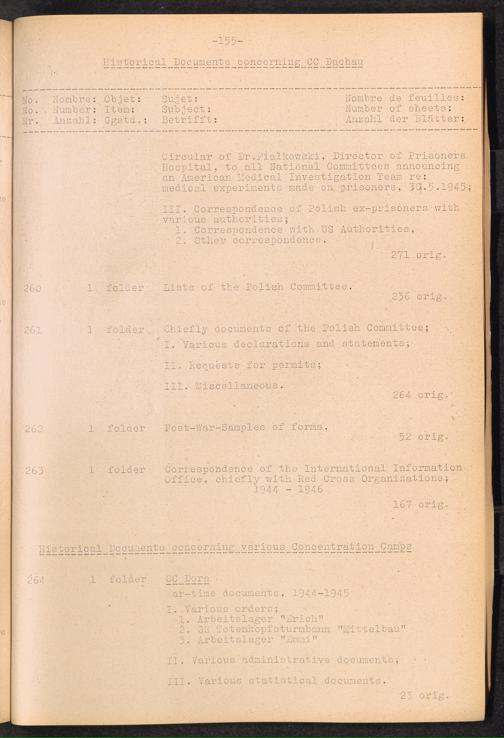 -155-
Historical Documents concerning CC Dachau
No. Nombre: Objet: Sujet: Nombre de feuilles:
No. Number: Item: Subject: Number of sheets:
Nr. Anzahl: Ggstd.: Betrifft: Anzahl der Blätter:
Circular of Dr.Fialkowski, Director of Prisoners
Hospital, to all National Committees announcing
an American Medical Investigation Team re:
medical experiments made on prisoners, 30.5.1945;
III. Correspondence of Polish ex-prisoners with
various authorities;
1. Correspondence with US Authorities,
2. Other correspondence.
271 orig.
260 1 folder Lists of the Polish Committee.
236 orig.
261 1 folder Chiefly documents of the Polish Committee;
I. Various declarations and statements;
II. Requests for permits;
III. Miscellaneous.
264 orig.
262 1 folder Post-War-Samples of forms.
52 orig.
263 1 folder Correspondence of the International Information
Office, chiefly with Red Cross Organizations;
1944 - 1946
167 orig.
Historical Documents concerning various Concentration Camps
264 1 folder CC Dora
War-time documents, 1944-1945
I. Various orders;
1. Arbeitslager "Erich"
2. SS Totenkopfsturmbann "Mittelbau"
3. Arbeitslager "Emmi"
II. Various administrative documents;
III. Various statistical documents.
23 orig.